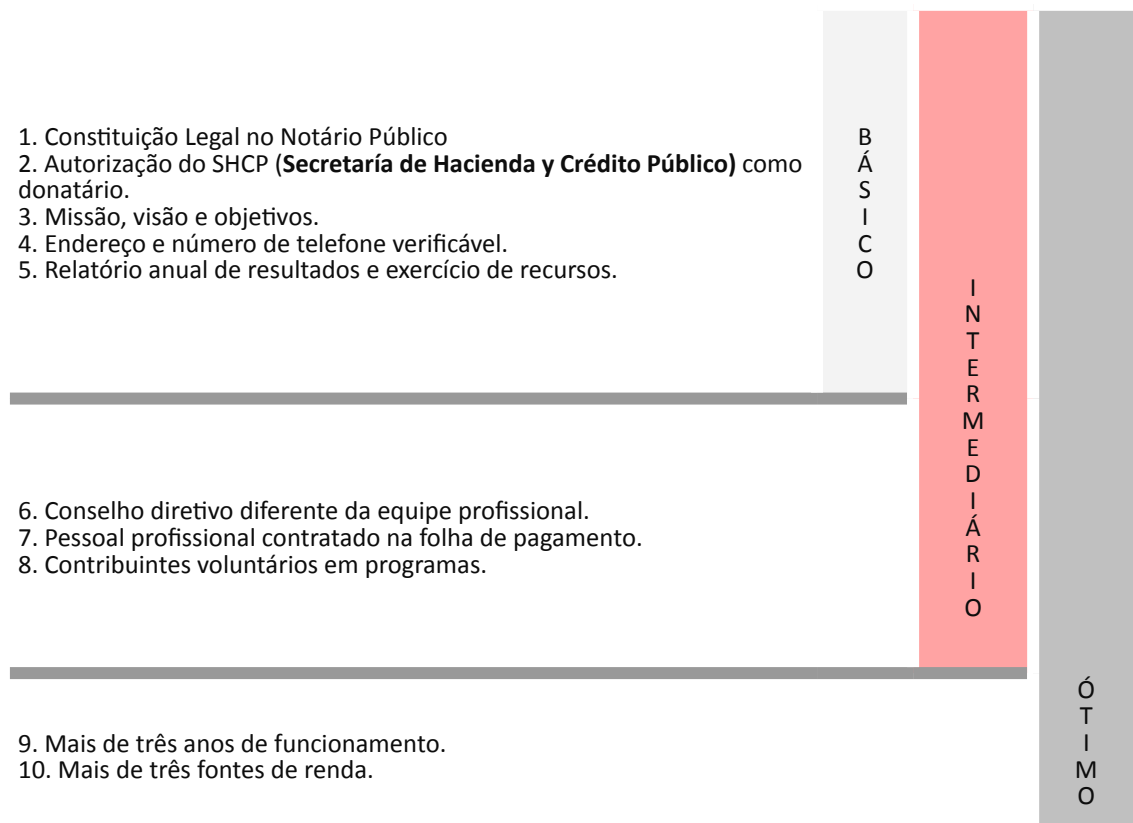 1. Constituição Legal no Notário Público
2. Autorização do SHCP (Secretaría de Hacienda y Crédito Público) como
donatário.
3. Missão, visão e objetivos.
4. Endereço e número de telefone verificável.
5. Relatório anual de resultados e exercício de recursos.
BÁSICO
6. Conselho diretivo diferente da equipe profissional.
7. Pessoal profissional contratado na folha de pagamento.
8. Contribuintes voluntários em programas.
INTERMEDIÁRIO
9. Mais de três anos de funcionamento.
10. Mais de três fontes de renda.
ÓTIMO